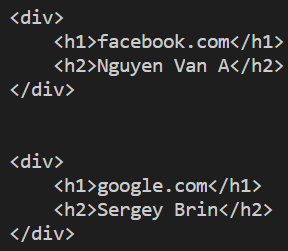 <div>
    <h1>facebook.com</h1>
    <h2>Nguyen Van A</h2>
</div>
<div>
    <h1>google.com</h1>
    <h2>Sergey Brin</h2>
</div>